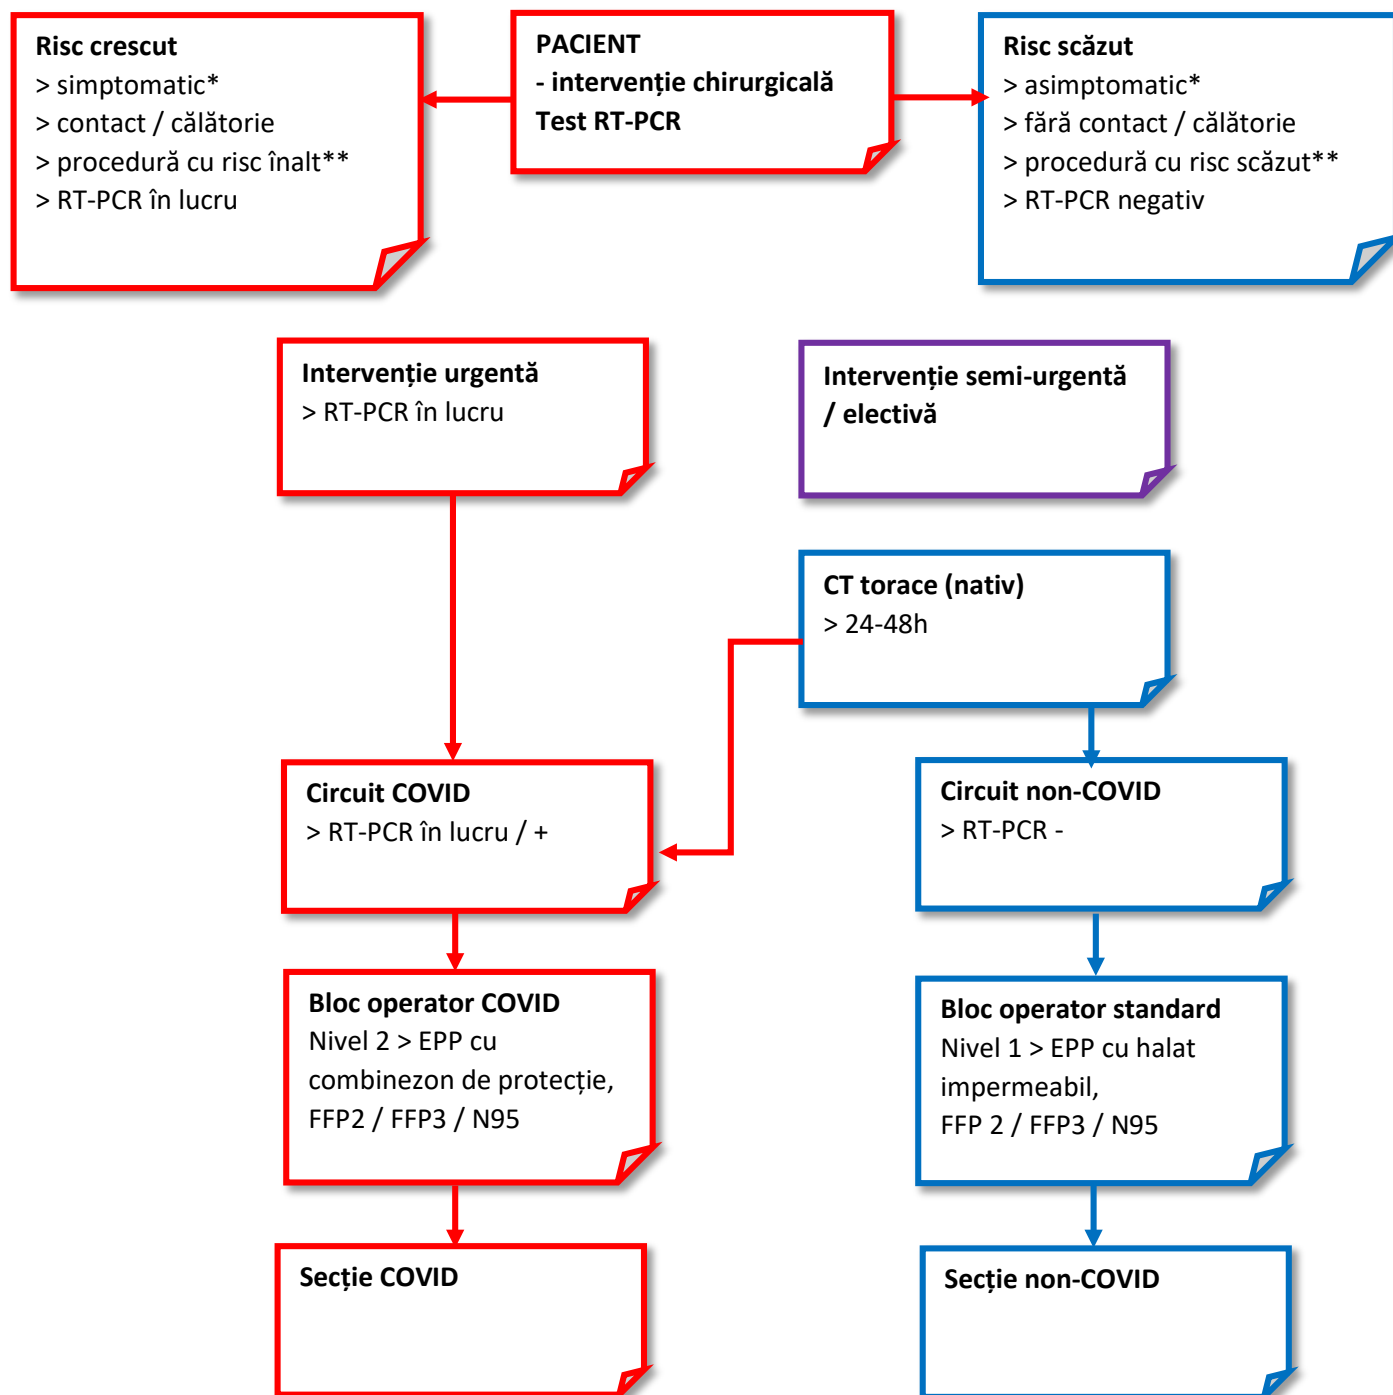 Risc crescut
> simptomatic*
> contact / călătorie
> procedură cu risc înalt**
> RT-PCR în lucru
PACIENT
- intervenție chirurgicală
Test RT-PCR
Risc scăzut
> asimptomatic*
> fără contact / călătorie
> procedură cu risc scăzut**
> RT-PCR negativ
Intervenție urgentă
> RT-PCR în lucru
Intervenție semi-urgentă
/ electivă
CT torace (nativ)
> 24-48h
Circuit COVID
> RT-PCR în lucru / +
Circuit non-COVID
> RT-PCR -
Bloc operator COVID
Nivel 2 > EPP cu
combinezon de protecție,
FFP2 / FFP3 / N95
Bloc operator standard
Nivel 1 > EPP cu halat
impermeabil,
FFP 2 / FFP3 / N95
Secție COVID
Secție non-COVID